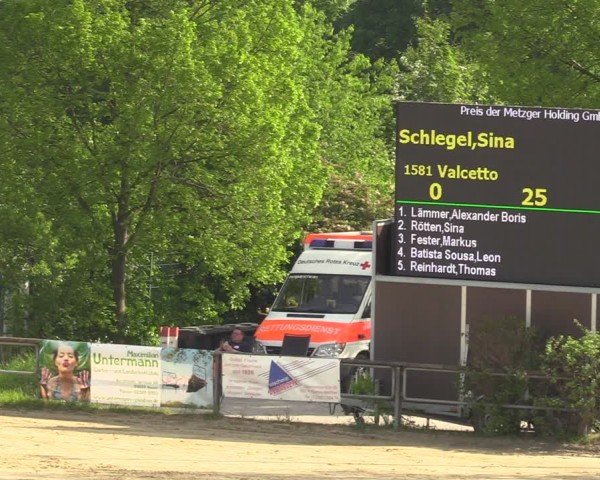 Preis der Metzger Holding Gmb
Schlegel,Sina
1581 Valcetto
0 25
1. Lämmer,Alexander Boris
2. Rötten,Sina
3. Fester,Markus
4. Batista Sousa,Leon
5. Reinhardt,Thomas
Deutsches Rotes Kreuz
RETTUNGSDIENST
Maximilian
Untermann